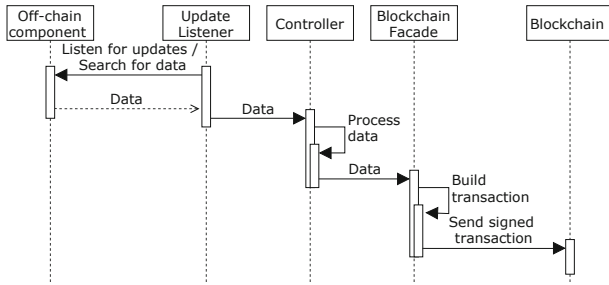 Off-chain
component
Update
Listener
Controller
Blockchain
Facade
Blockchain
Listen for updates /
Search for data
Data
Data
Process
data
Data
Build
transaction
Send signed
transaction